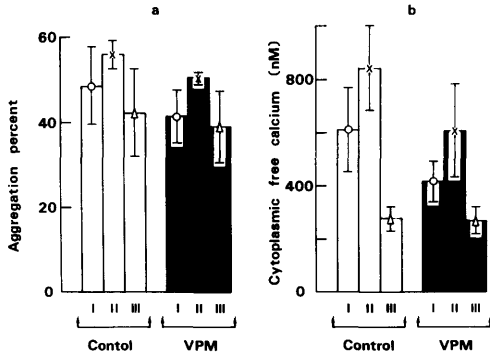 a
b
Aggregation percent
60
40
20
0
I II III
I II III
Contol
VPM
Cytoplasmic free calcium (nM)
800
400
0
I II III
I II III
Control
VPM